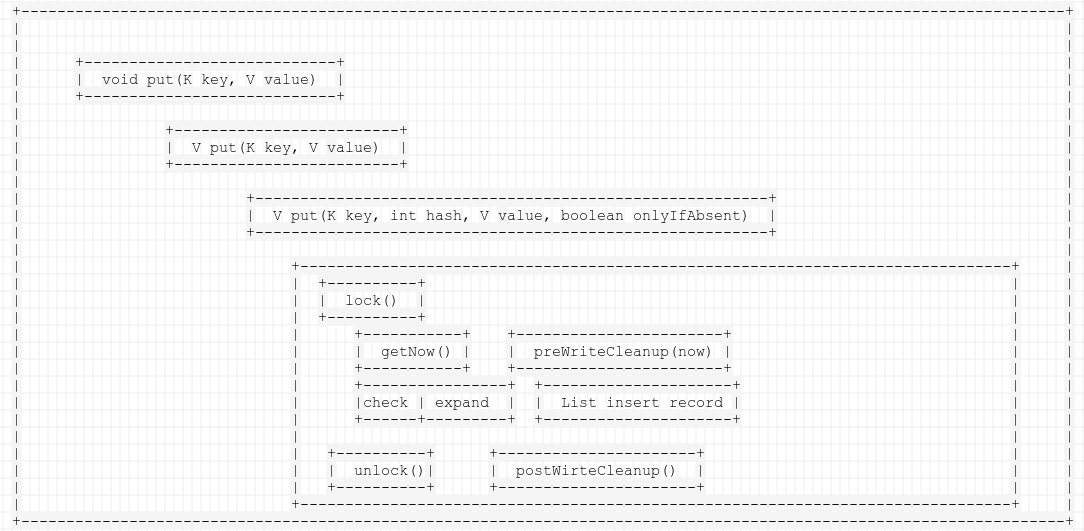 void put(K key, V value)
V put(K key, V value)
V put(K key, int hash, V value, boolean onlyIfAbsent)
lock()
getNow() preWriteCleanup(now)
check | expand List insert record
unlock() postWirteCleanup()